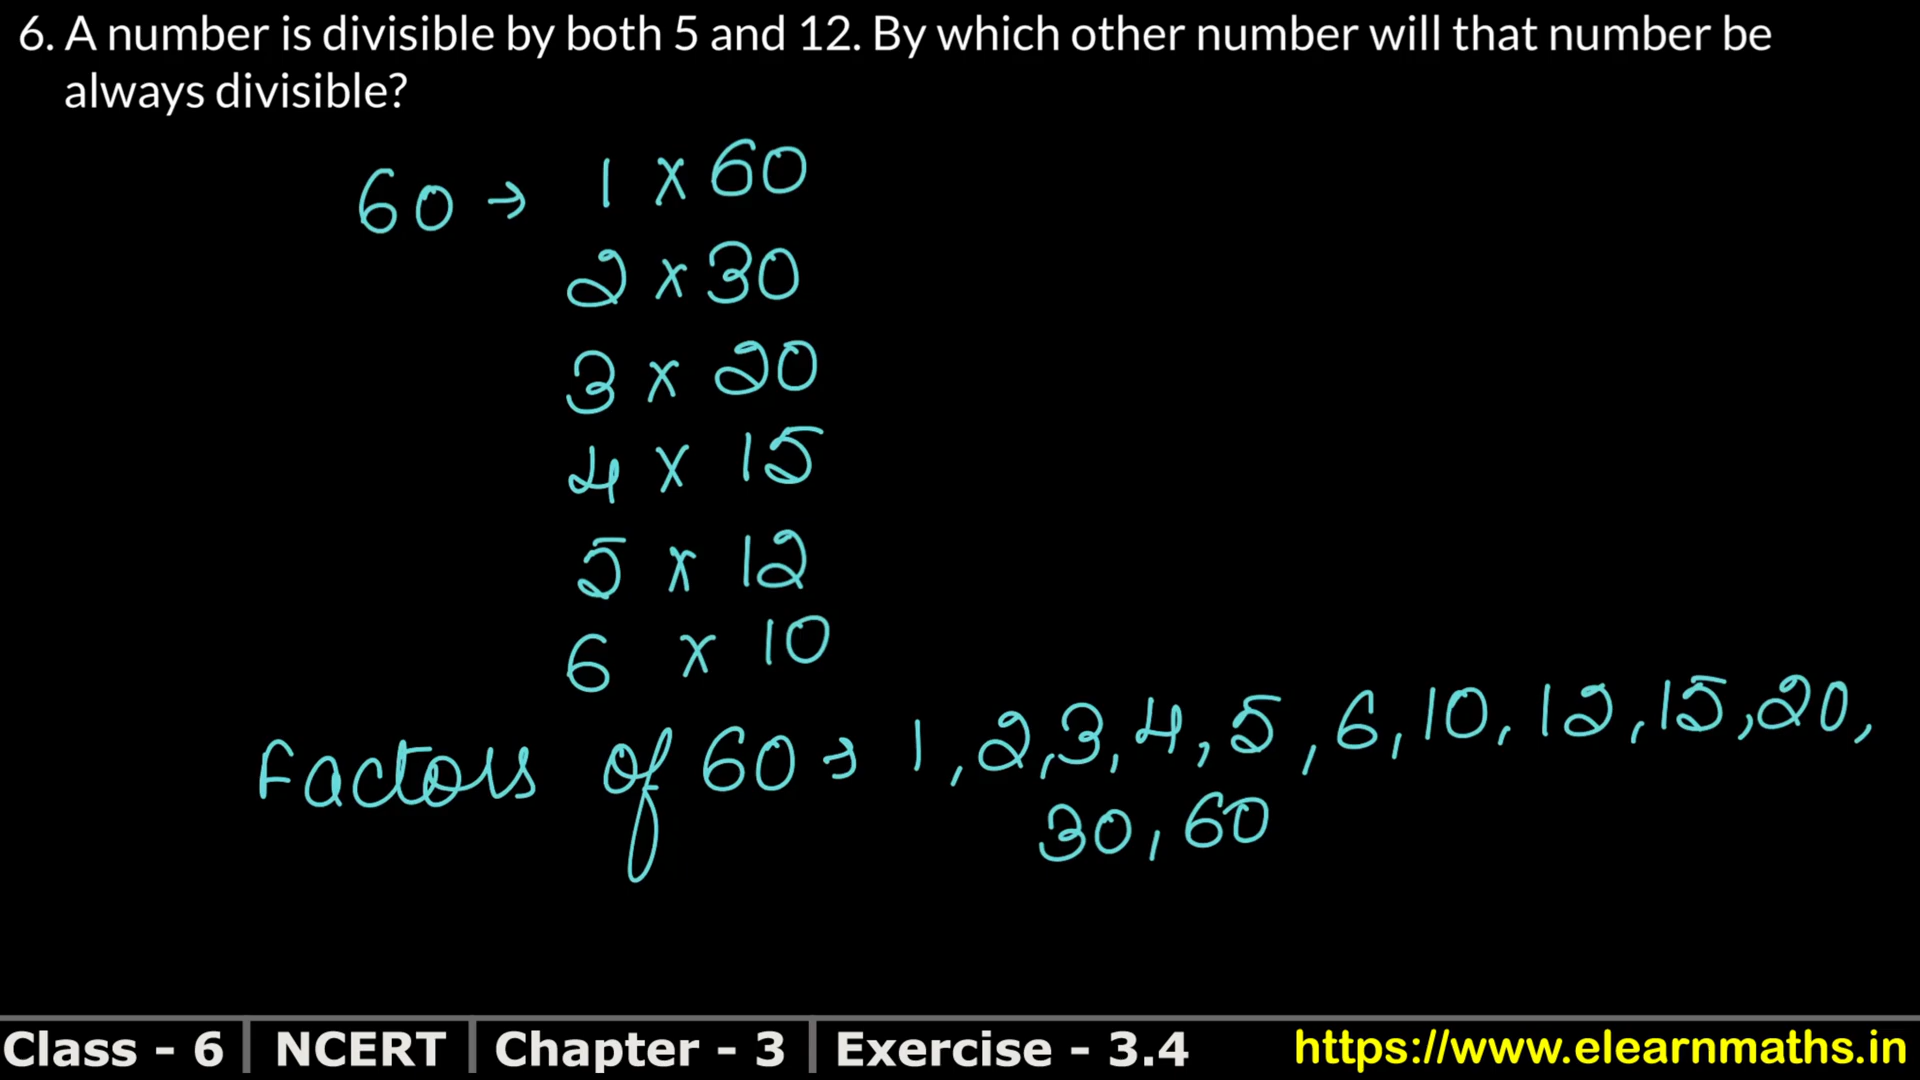 6. A number is divisible by both 5 and 12. By which other number will that number be
always divisible?
60 → 1 x 60
2 x 30
3 x 20
4 x 15
5 x 12
6 x 10
Factors of 60 → 1, 2, 3, 4, 5, 6, 10, 12, 15, 20,
30, 60
Class - 6 | NCERT | Chapter - 3 | Exercise - 3.4 https://www.elearnmaths.in